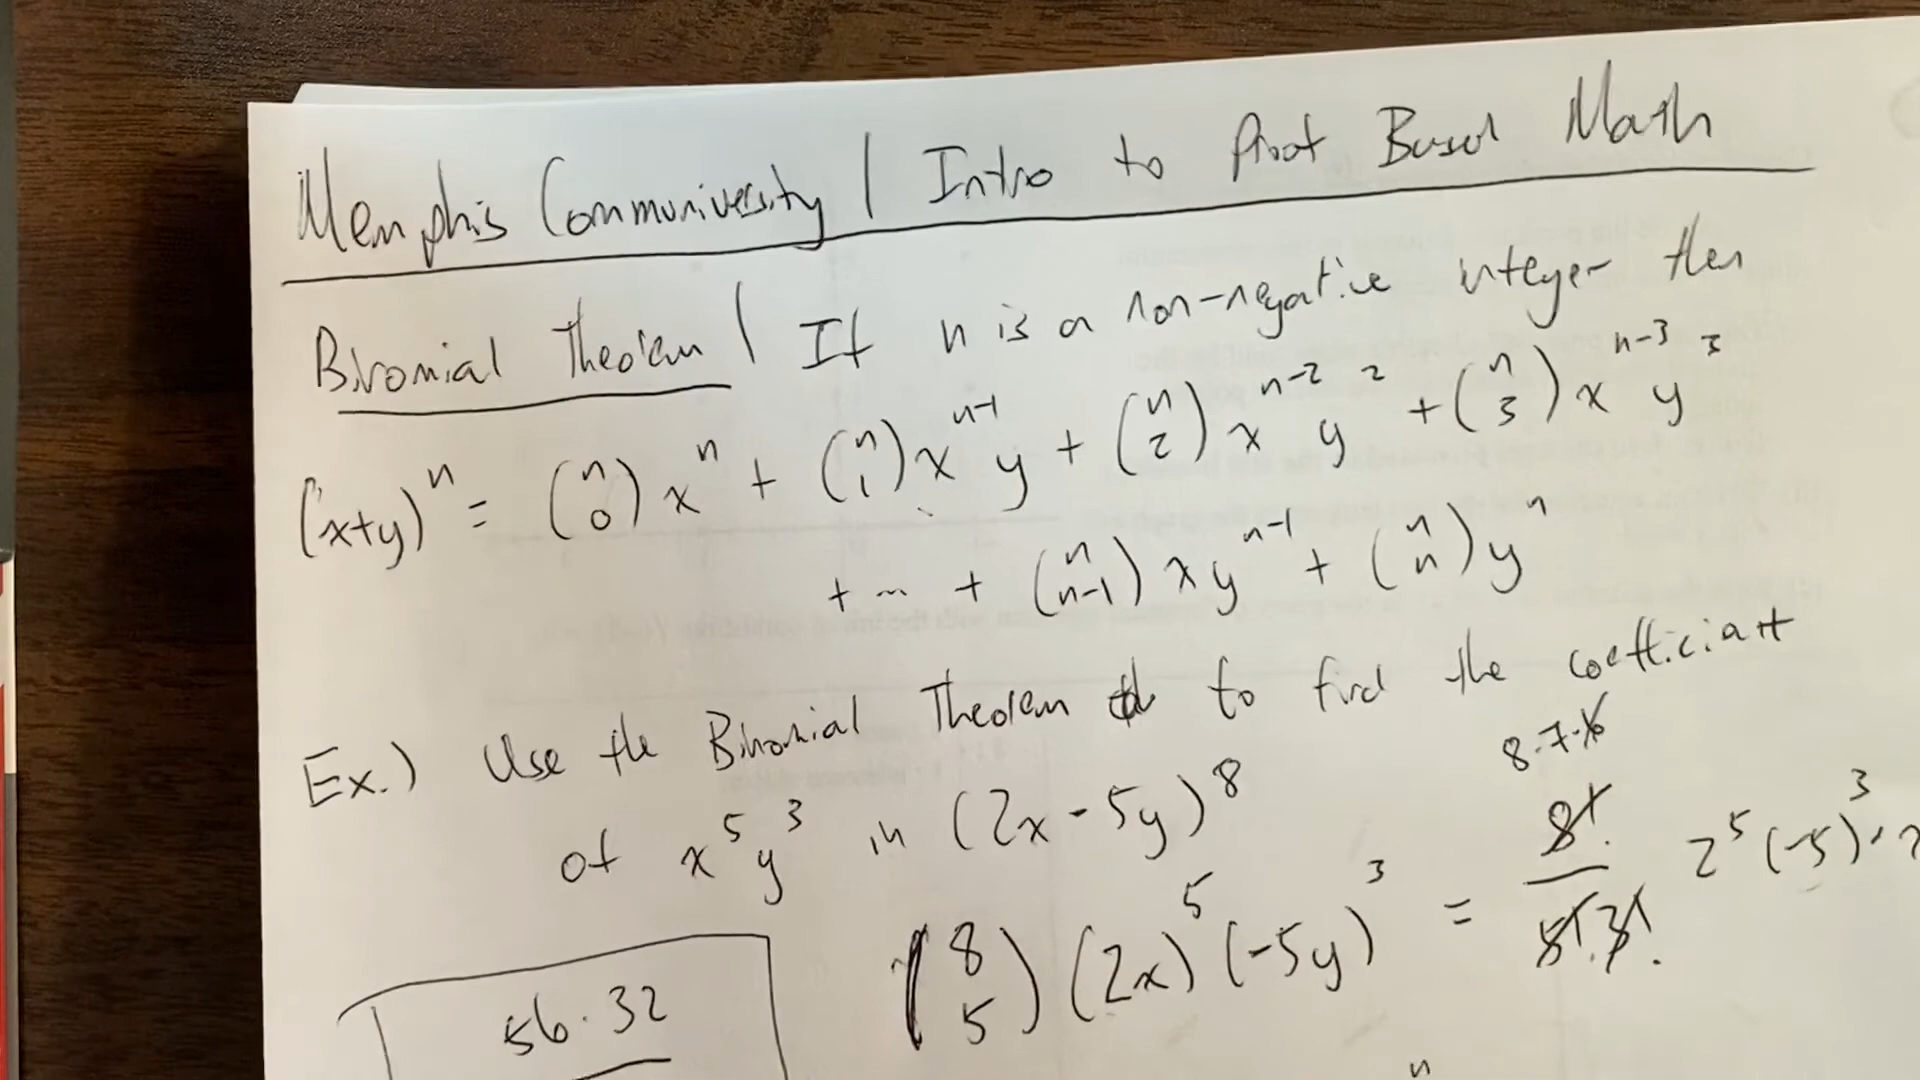 Memphis Communiversity | Intro to Proof Based Math
Binomial Theorem | If n is a non-negative integer then
(x+y)^n = (n 0) x^n + (n 1) x^{n-1} y + (n 2) x^{n-2} y^2 + (n 3) x^{n-3} y^3
+ ... + (n n-1) x y^{n-1} + (n n) y^n
Ex.) Use the Binomial Theorem to find the coefficient
of x^5 y^3 in (2x - 5y)^8
8·7·6
(8 5) (2x)^5 (-5y)^3 = 8!/5!3! 2^5 (-5)^3 ·
56·32
n